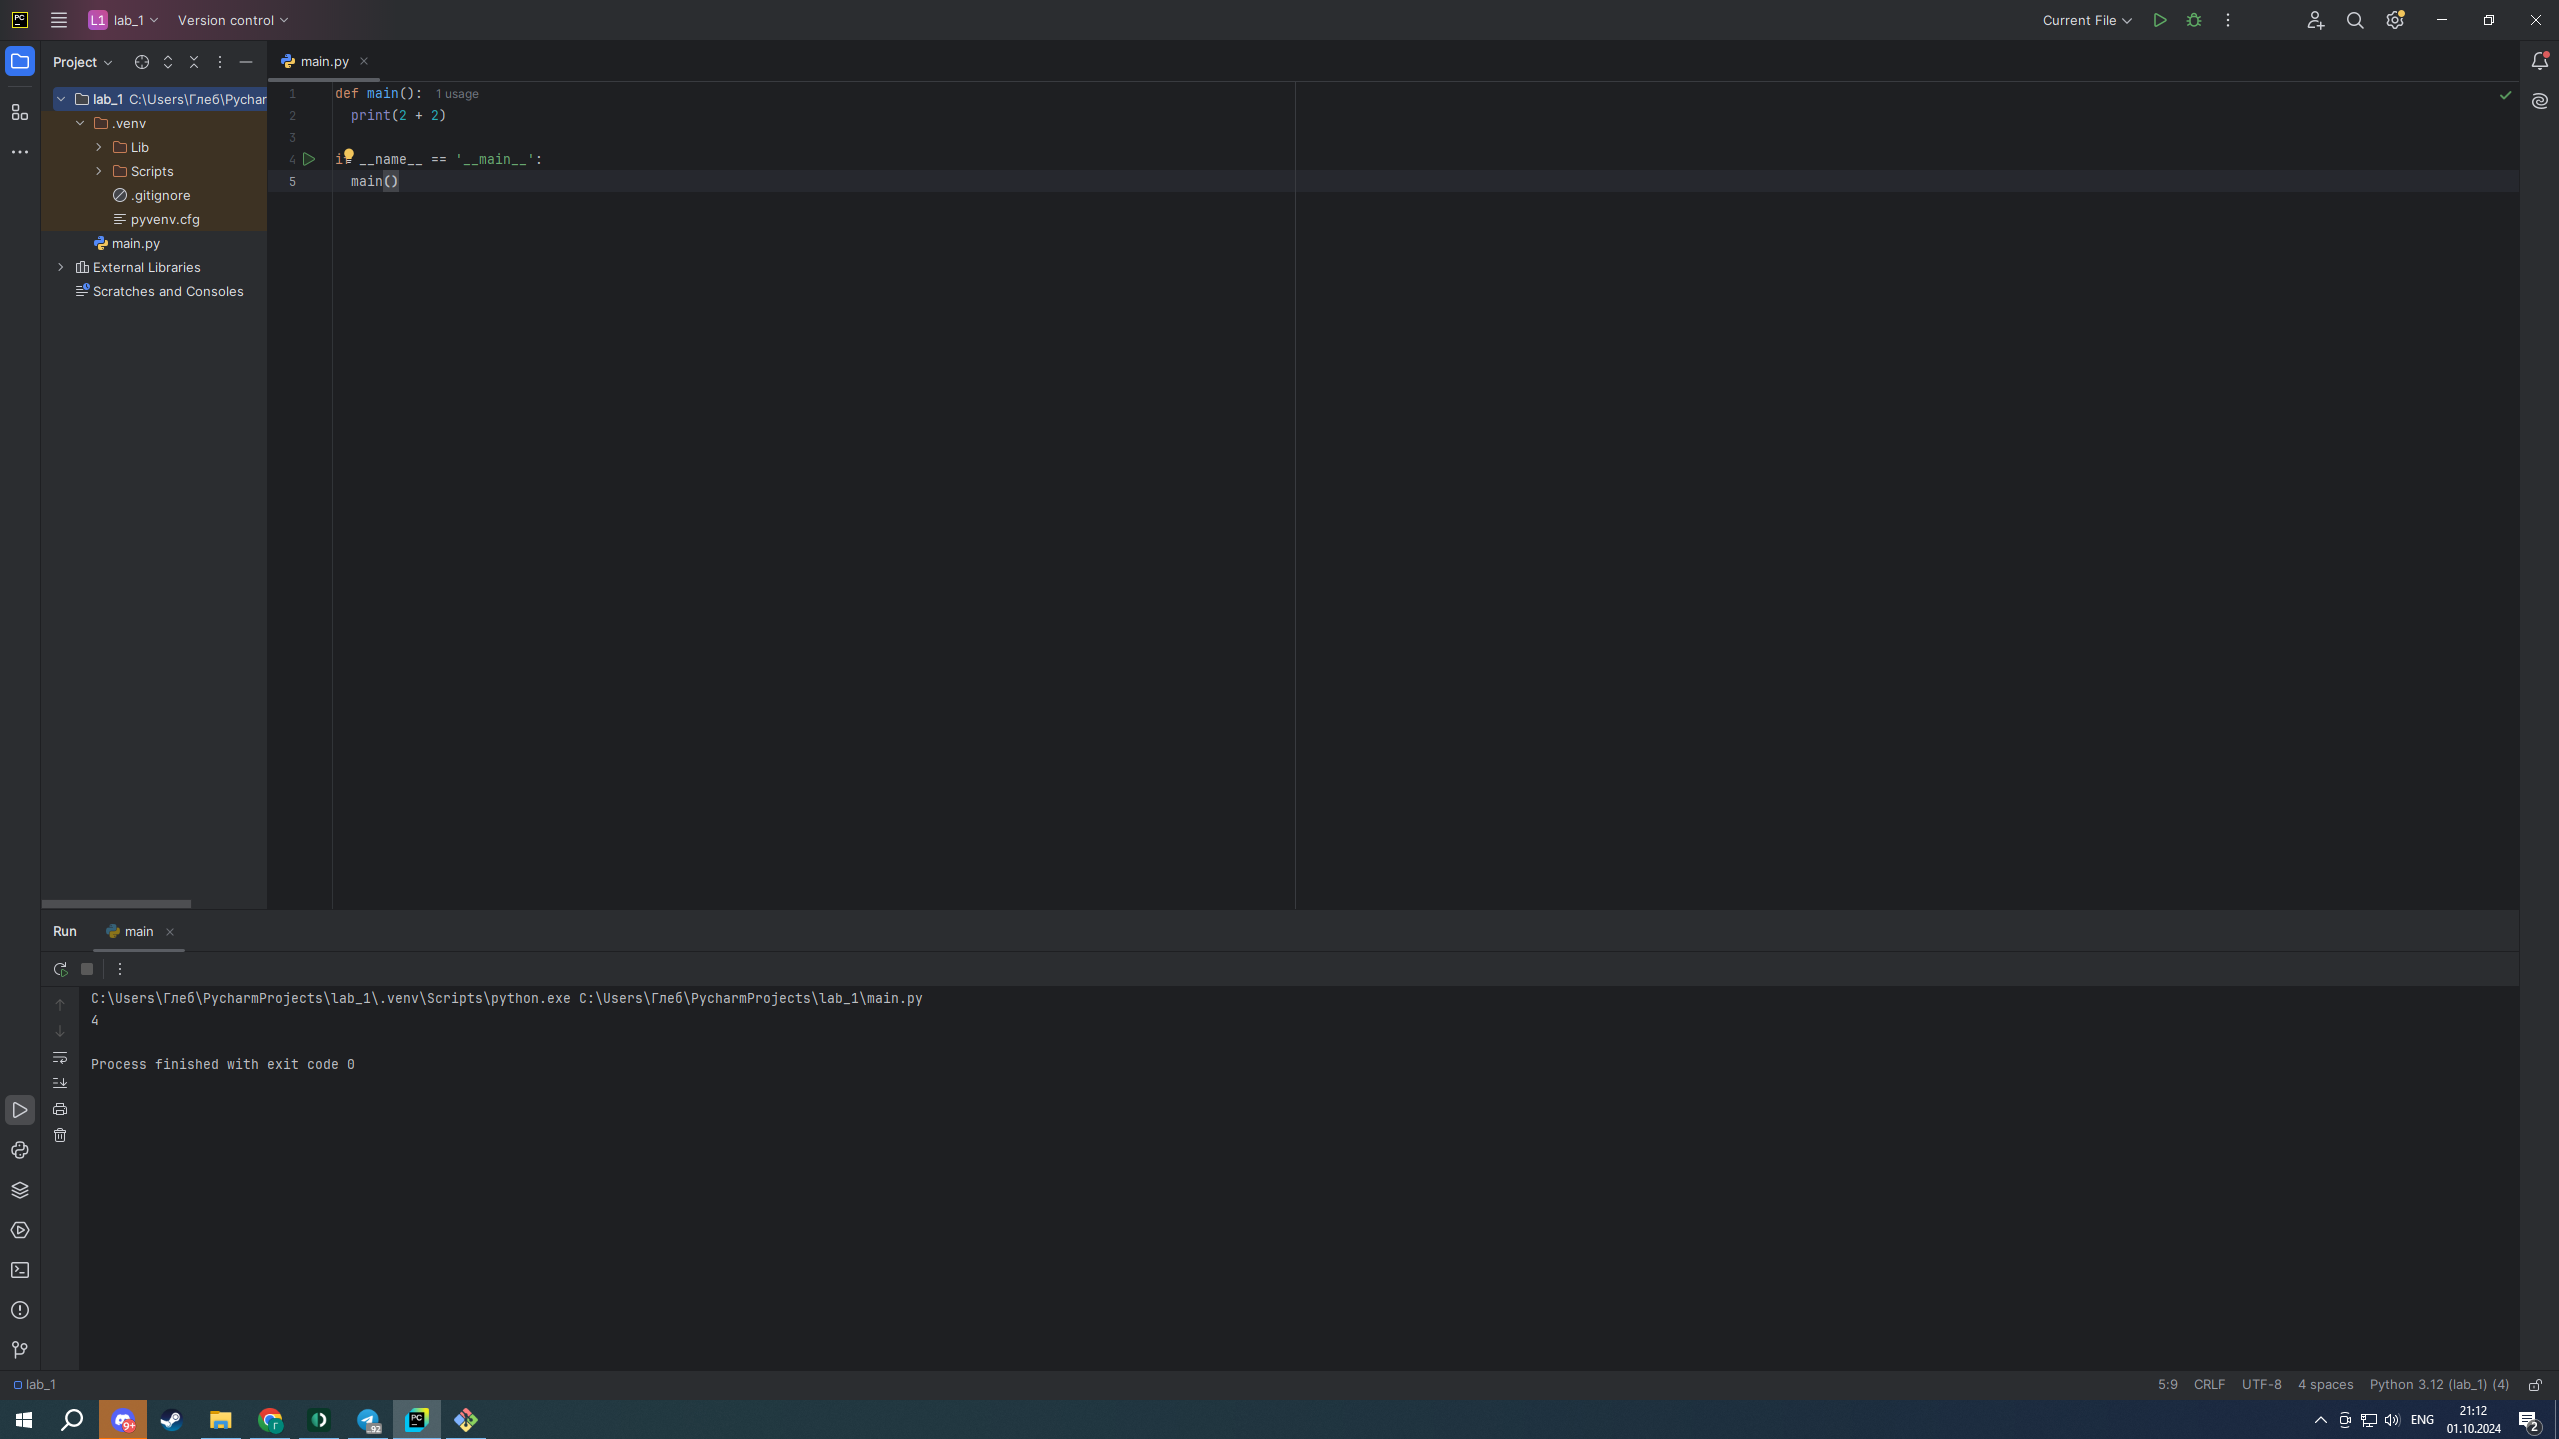 PC
L1 lab_1 Version control Current File
Project
main.py
lab_1 C:\Users\Глеб\Pychar
.venv
Lib
Scripts
.gitignore
pyvenv.cfg
main.py
External Libraries
Scratches and Consoles
1 def main(): 1 usage
2 print(2 + 2)
3
4 __name__ == '__main__':
5 main()
Run main
C:\Users\Глеб\PycharmProjects\lab_1\.venv\Scripts\python.exe C:\Users\Глеб\PycharmProjects\lab_1\main.py
4
Process finished with exit code 0
lab_1 5:9 CRLF UTF-8 4 spaces Python 3.12 (lab_1) (4)
9+ Г 92 PC ENG 21:12
01.10.2024 2